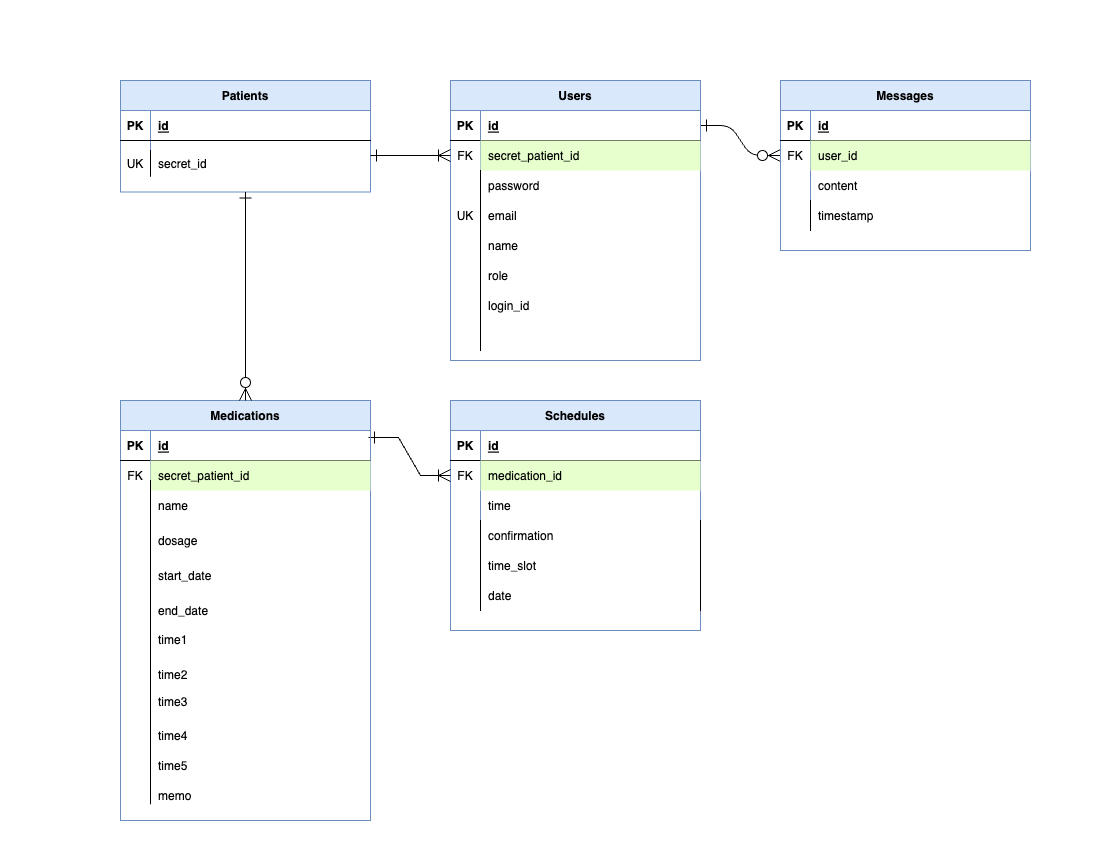 Patients
PK id
UK secret_id
Users
PK id
FK secret_patient_id
password
UK email
name
role
login_id
Messages
PK id
FK user_id
content
timestamp
Medications
PK id
FK secret_patient_id
name
dosage
start_date
end_date
time1
time2
time3
time4
time5
memo
Schedules
PK id
FK medication_id
time
confirmation
time_slot
date